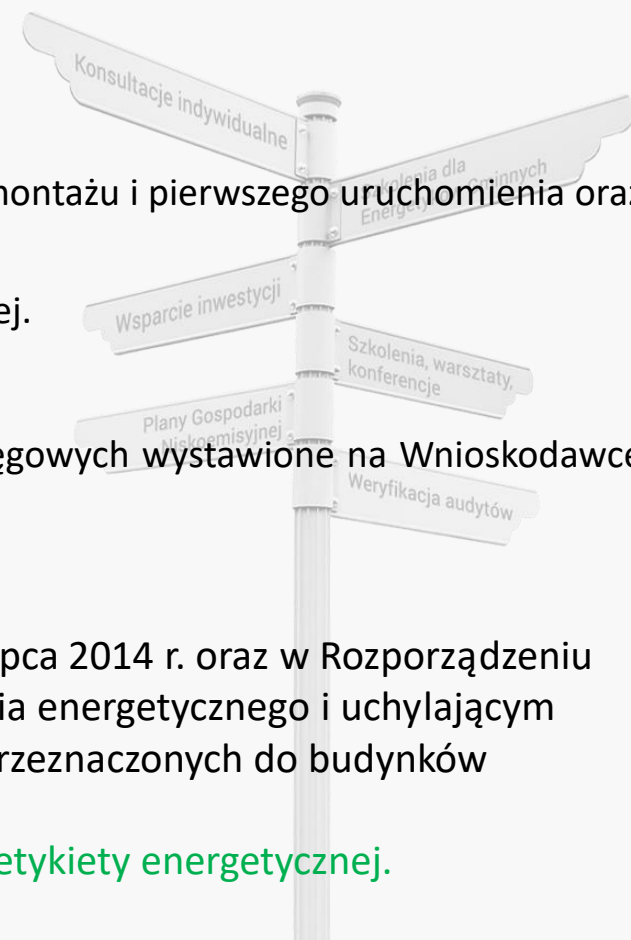 Konsultacje indywidualne
montażu i pierwszego uruchomienia oraz
Szkolenia dla
Energetyków Gminnych
Wsparcie inwestycji
ej.
Szkolenia, warsztaty,
konferencje
Plany Gospodarki
Niskoemisyjnej
ęgowych wystawione na Wnioskodawcę
Weryfikacja audytów
pca 2014 r. oraz w Rozporządzeniu
ia energetycznego i uchylającym
rzeznaczonych do budynków
etykiety energetycznej.